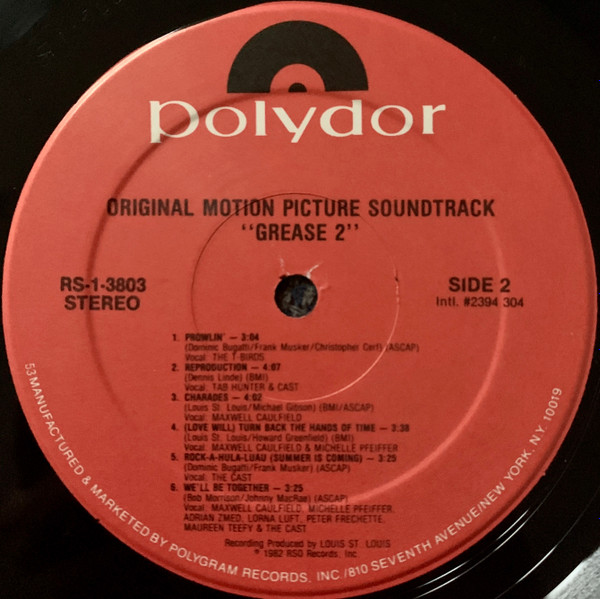 polydor
ORIGINAL MOTION PICTURE SOUNDTRACK
"GREASE 2"
RS-1-3803
STEREO
SIDE 2
Intl. #2394 304
1. PROWLIN' — 3:04
(Dominic Bugatti/Frank Musker/Christopher Cerf) (ASCAP)
Vocal: THE T-BIRDS
2. REPRODUCTION — 4:07
(Dennis Linde) (BMI)
Vocal: TAB HUNTER & CAST
3. CHARADES — 4:02
(Louis St. Louis/Michael Gibson) (BMI/ASCAP)
Vocal: MAXWELL CAULFIELD
4. (LOVE WILL) TURN BACK THE HANDS OF TIME — 3:38
(Louis St. Louis/Howard Greenfield) (BMI)
Vocal: MAXWELL CAULFIELD & MICHELLE PFEIFFER
5. ROCK-A-HULA-LUAU (SUMMER IS COMING) — 3:25
(Dominic Bugatti/Frank Musker) (ASCAP)
Vocal: THE CAST
6. WE'LL BE TOGETHER — 3:25
(Bob Morrison/Johnny MacRae) (ASCAP)
Vocal: MAXWELL CAULFIELD, MICHELLE PFEIFFER,
ADRIAN ZMED, LORNA LUFT, PETER FRECHETTE,
MAUREEN TEEFY & THE CAST
Recording Produced by LOUIS ST. LOUIS
℗ 1982 RSO Records, Inc.
53 MANUFACTURED & MARKETED BY POLYGRAM RECORDS, INC./810 SEVENTH AVENUE/NEW YORK, NY 10019